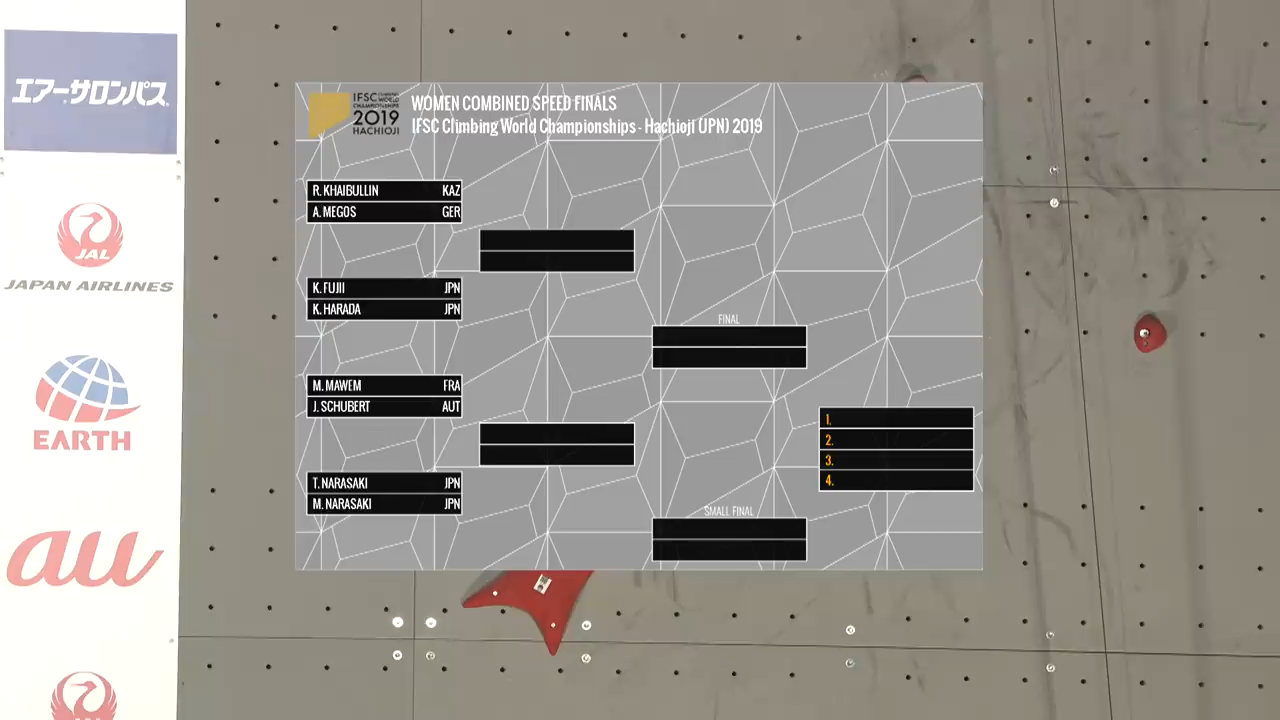 エアーサロンパス®
JAL
JAPAN AIRLINES
EARTH
au
JAL
IFSC CLIMBING WORLD CHAMPIONSHIPS
2019
HACHIOJI
WOMEN COMBINED SPEED FINALS
IFSC Climbing World Championships - Hachioji (JPN) 2019
R. KHAIBULLIN KAZ
A. MEGOS GER
K. FUJII JPN
K. HARADA JPN
M. MAWEM FRA
J. SCHUBERT AUT
T. NARASAKI JPN
M. NARASAKI JPN
FINAL
SMALL FINAL
1.
2.
3.
4.